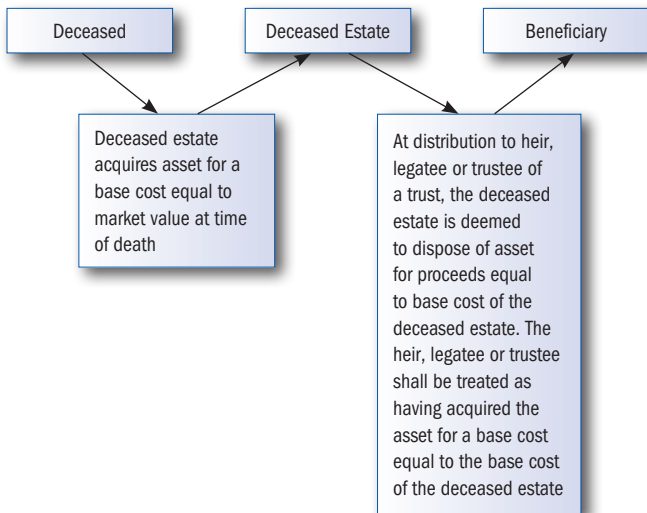 Deceased
Deceased Estate
Beneficiary
Deceased estate
acquires asset for a
base cost equal to
market value at time
of death
At distribution to heir,
legatee or trustee of
a trust, the deceased
estate is deemed
to dispose of asset
for proceeds equal
to base cost of the
deceased estate. The
heir, legatee or trustee
shall be treated as
having acquired the
asset for a base cost
equal to the base cost
of the deceased estate